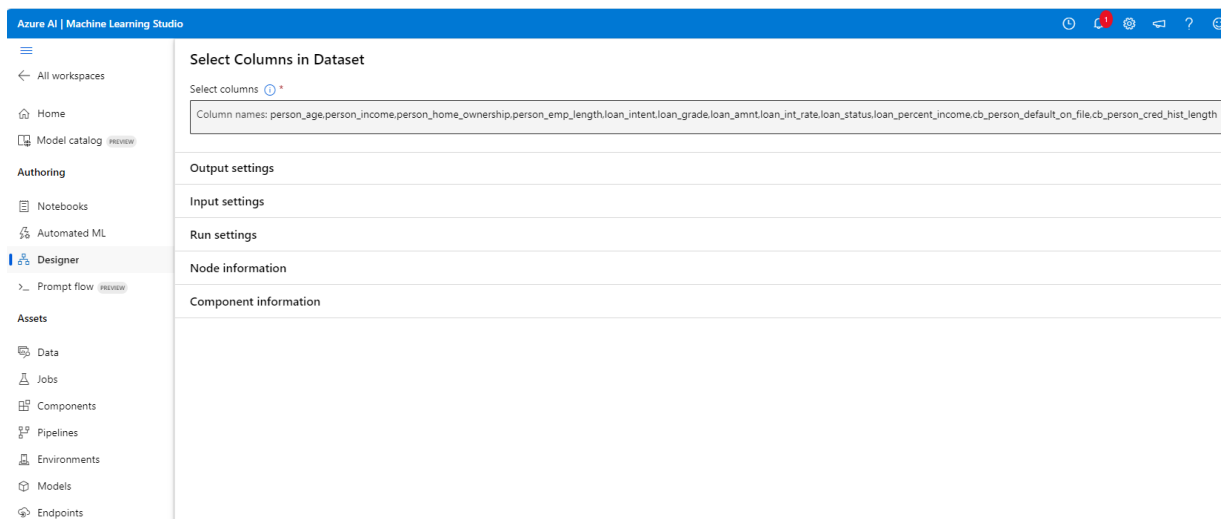 Azure AI | Machine Learning Studio
1
?
All workspaces
Home
Model catalog PREVIEW
Authoring
Notebooks
Automated ML
Designer
Prompt flow PREVIEW
Assets
Data
Jobs
Components
Pipelines
Environments
Models
Endpoints
Select Columns in Dataset
Select columns *
Column names: person_age,person_income,person_home_ownership,person_emp_length,loan_intent,loan_grade,loan_amnt,loan_int_rate,loan_status,loan_percent_income,cb_person_default_on_file,cb_person_cred_hist_length
Output settings
Input settings
Run settings
Node information
Component information